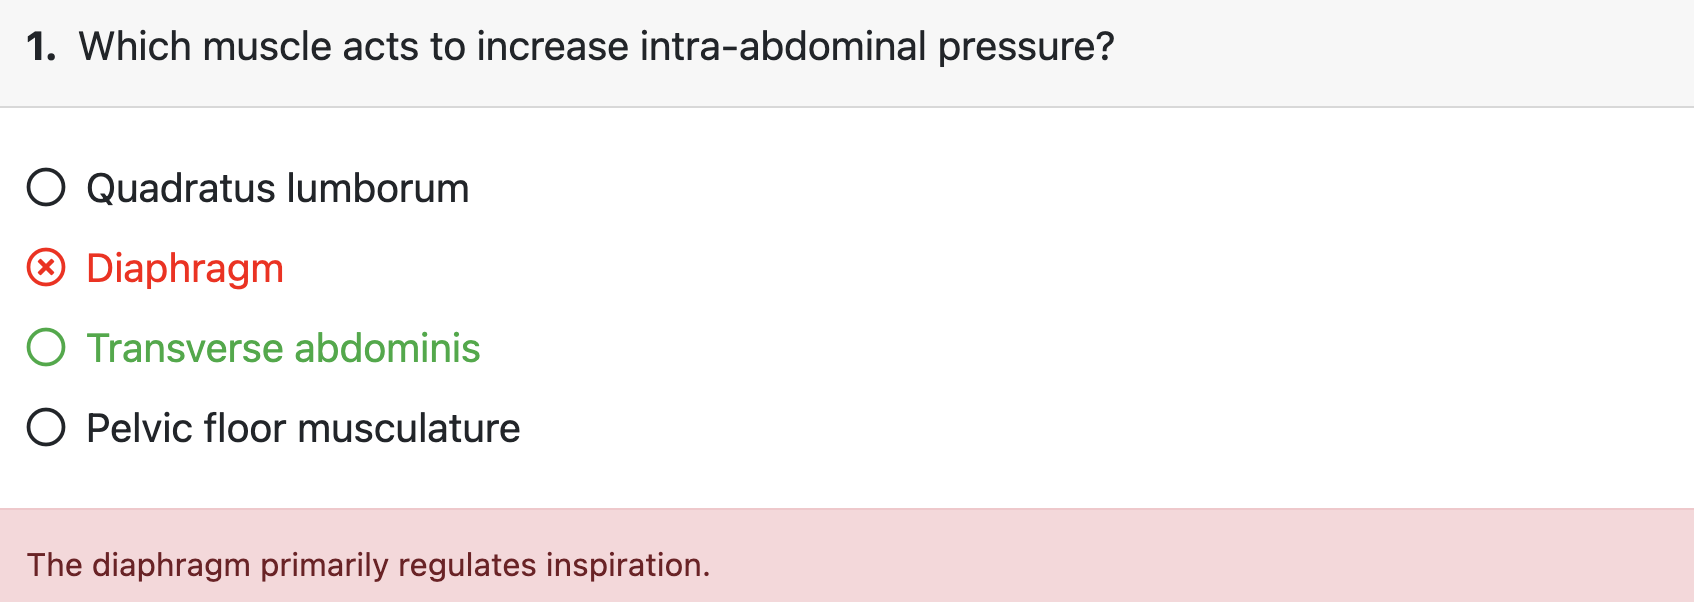 1. Which muscle acts to increase intra-abdominal pressure?
Quadratus lumborum
Diaphragm
Transverse abdominis
Pelvic floor musculature
The diaphragm primarily regulates inspiration.